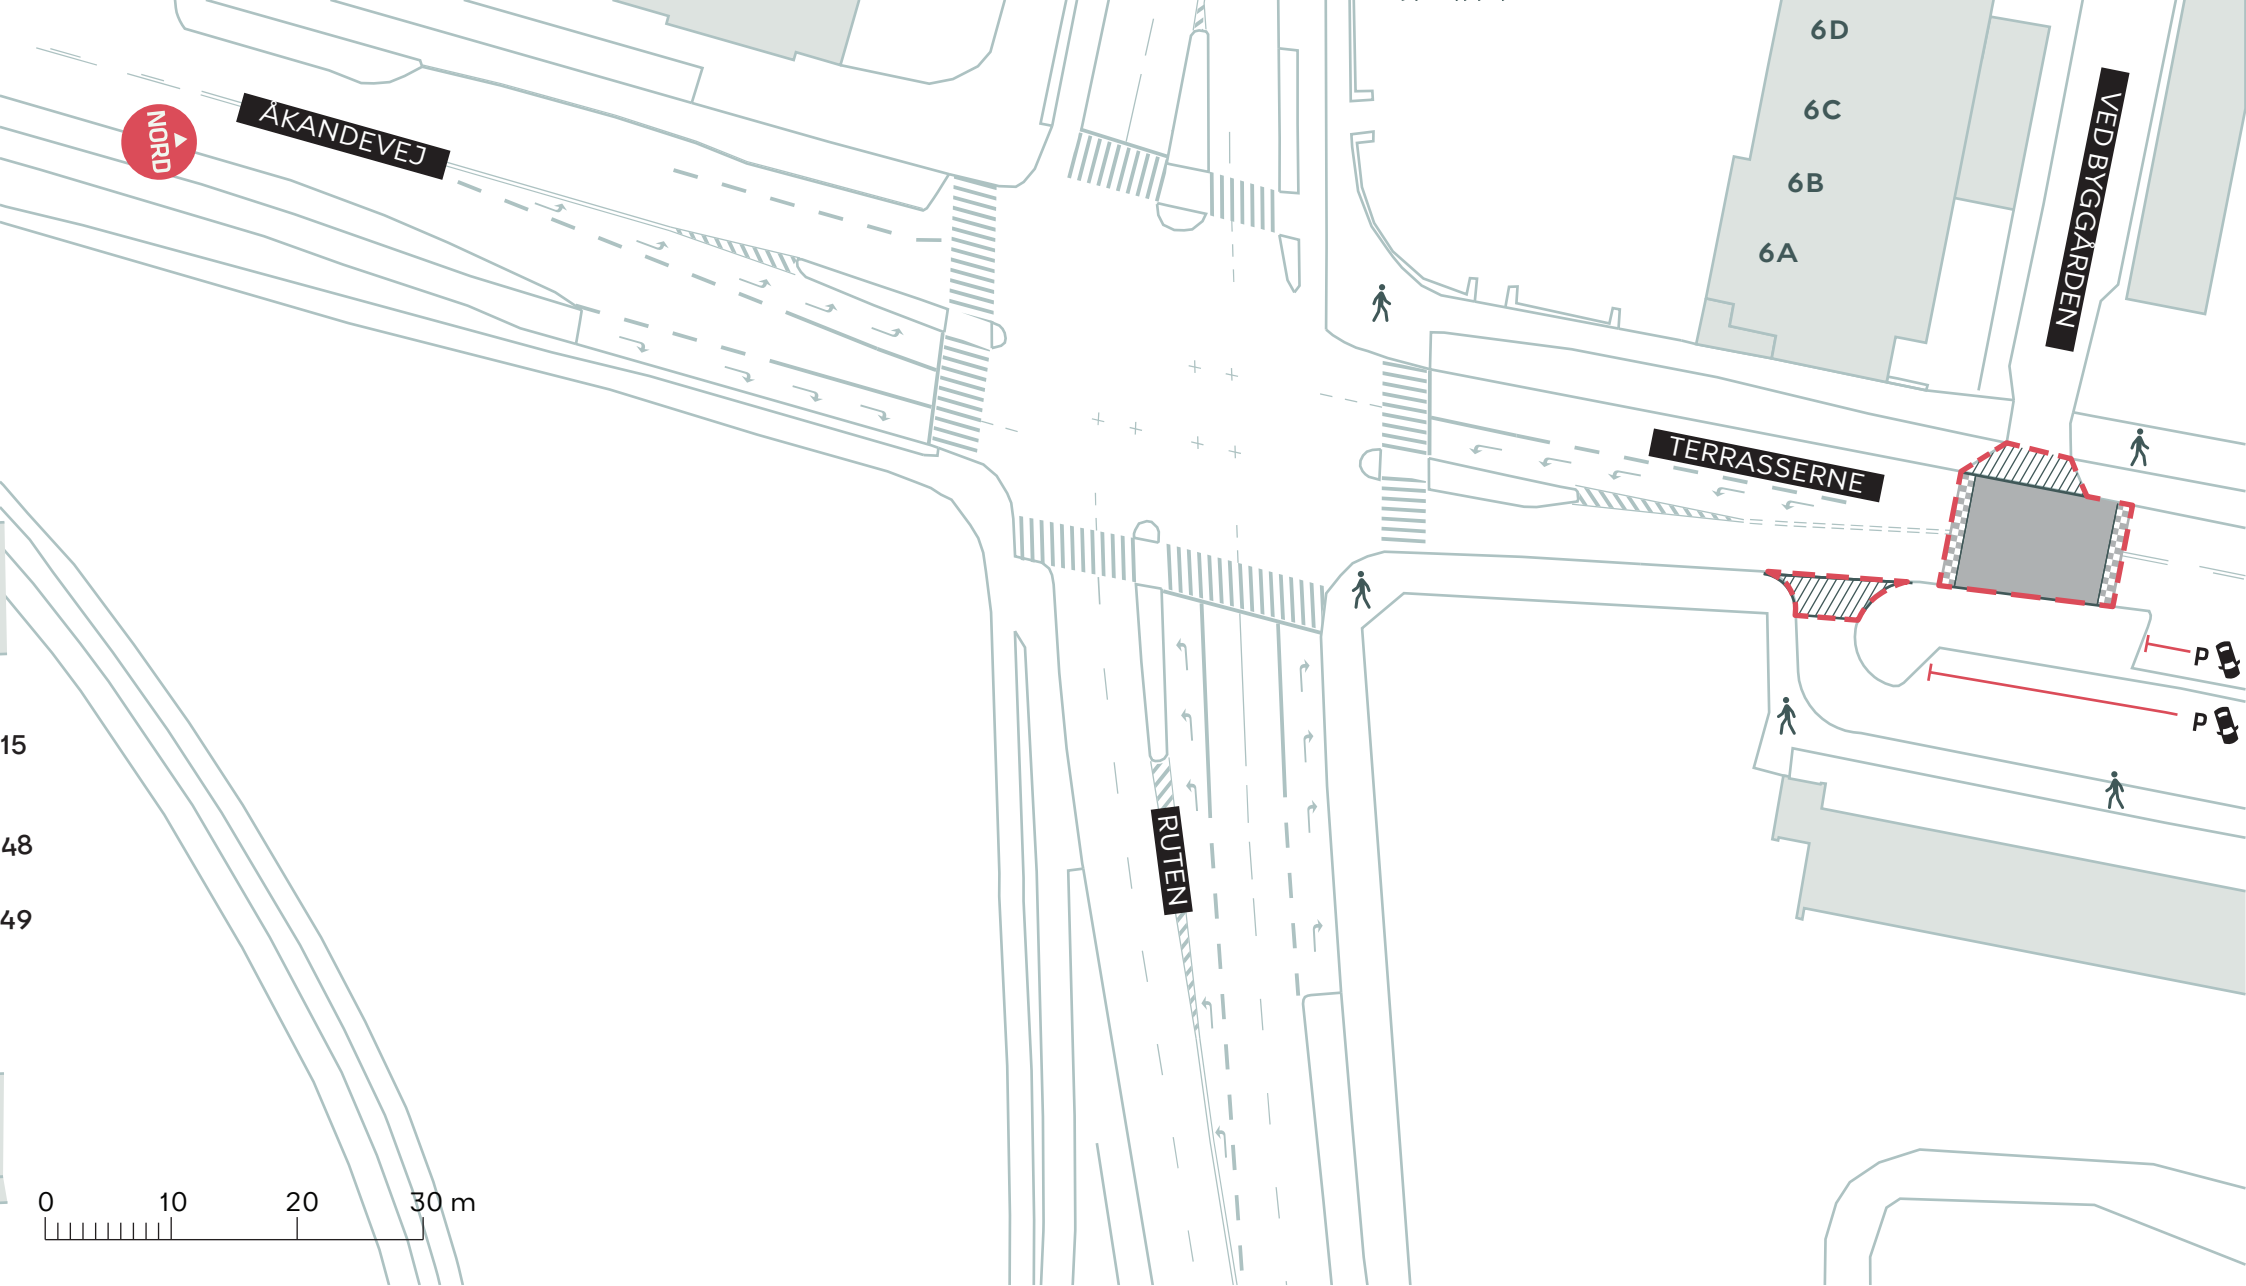 6D
6C
6B
6A
NORD
ÅKANDEVEJ
VED BYGGÅRDEN
TERRASSERNE
P
P
RUTEN
15
48
49
0 10 20 30 m